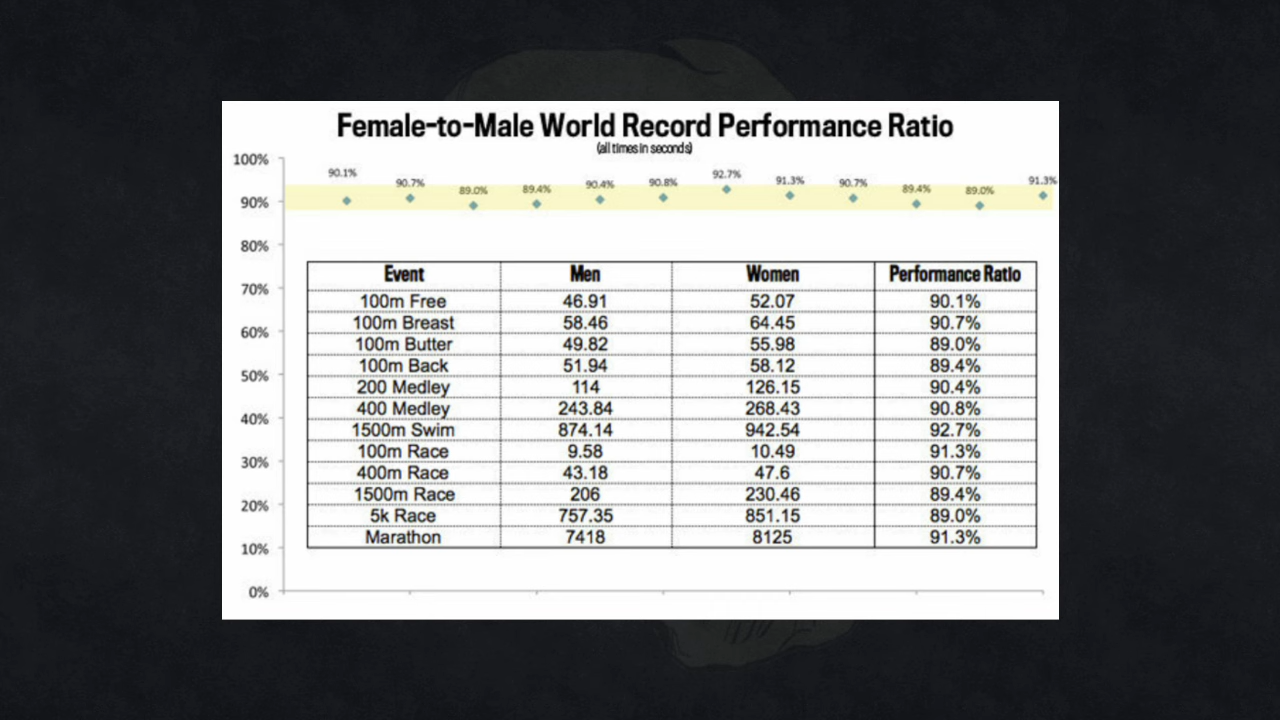 Female-to-Male World Record Performance Ratio
(all times in seconds)
100%
90.1%
90.7%
89.0%
89.4%
90.4%
90.8%
92.7%
91.3%
90.7%
89.4%
89.0%
91.3%
90%
80%
70%
60%
50%
40%
30%
20%
10%
0%
Event Men Women Performance Ratio
100m Free 46.91 52.07 90.1%
100m Breast 58.46 64.45 90.7%
100m Butter 49.82 55.98 89.0%
100m Back 51.94 58.12 89.4%
200 Medley 114 126.15 90.4%
400 Medley 243.84 268.43 90.8%
1500m Swim 874.14 942.54 92.7%
100m Race 9.58 10.49 91.3%
400m Race 43.18 47.6 90.7%
1500m Race 206 230.46 89.4%
5k Race 757.35 851.15 89.0%
Marathon 7418 8125 91.3%